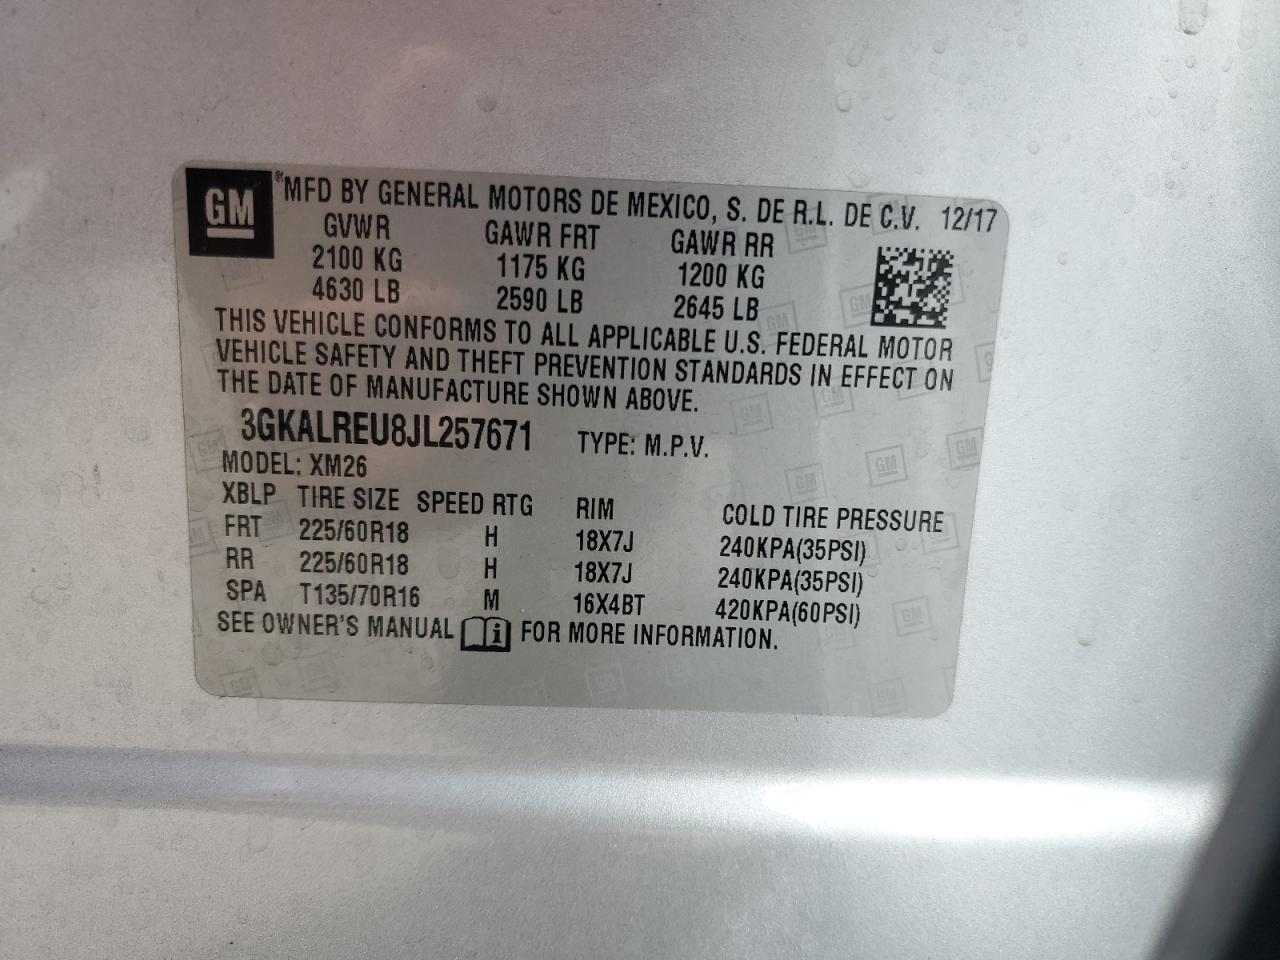 GM ® MFD BY GENERAL MOTORS DE MEXICO, S. DE R.L. DE C.V. 12/17
GVWR GAWR FRT GAWR RR
2100 KG 1175 KG 1200 KG
4630 LB 2590 LB 2645 LB
THIS VEHICLE CONFORMS TO ALL APPLICABLE U.S. FEDERAL MOTOR
VEHICLE SAFETY AND THEFT PREVENTION STANDARDS IN EFFECT ON
THE DATE OF MANUFACTURE SHOWN ABOVE.
3GKALREU8JL257671 TYPE: M.P.V.
MODEL: XM26
XBLP TIRE SIZE SPEED RTG RIM COLD TIRE PRESSURE
FRT 225/60R18 H 18X7J 240KPA(35PSI)
RR 225/60R18 H 18X7J 240KPA(35PSI)
SPA T135/70R16 M 16X4BT 420KPA(60PSI)
SEE OWNER'S MANUAL i FOR MORE INFORMATION.